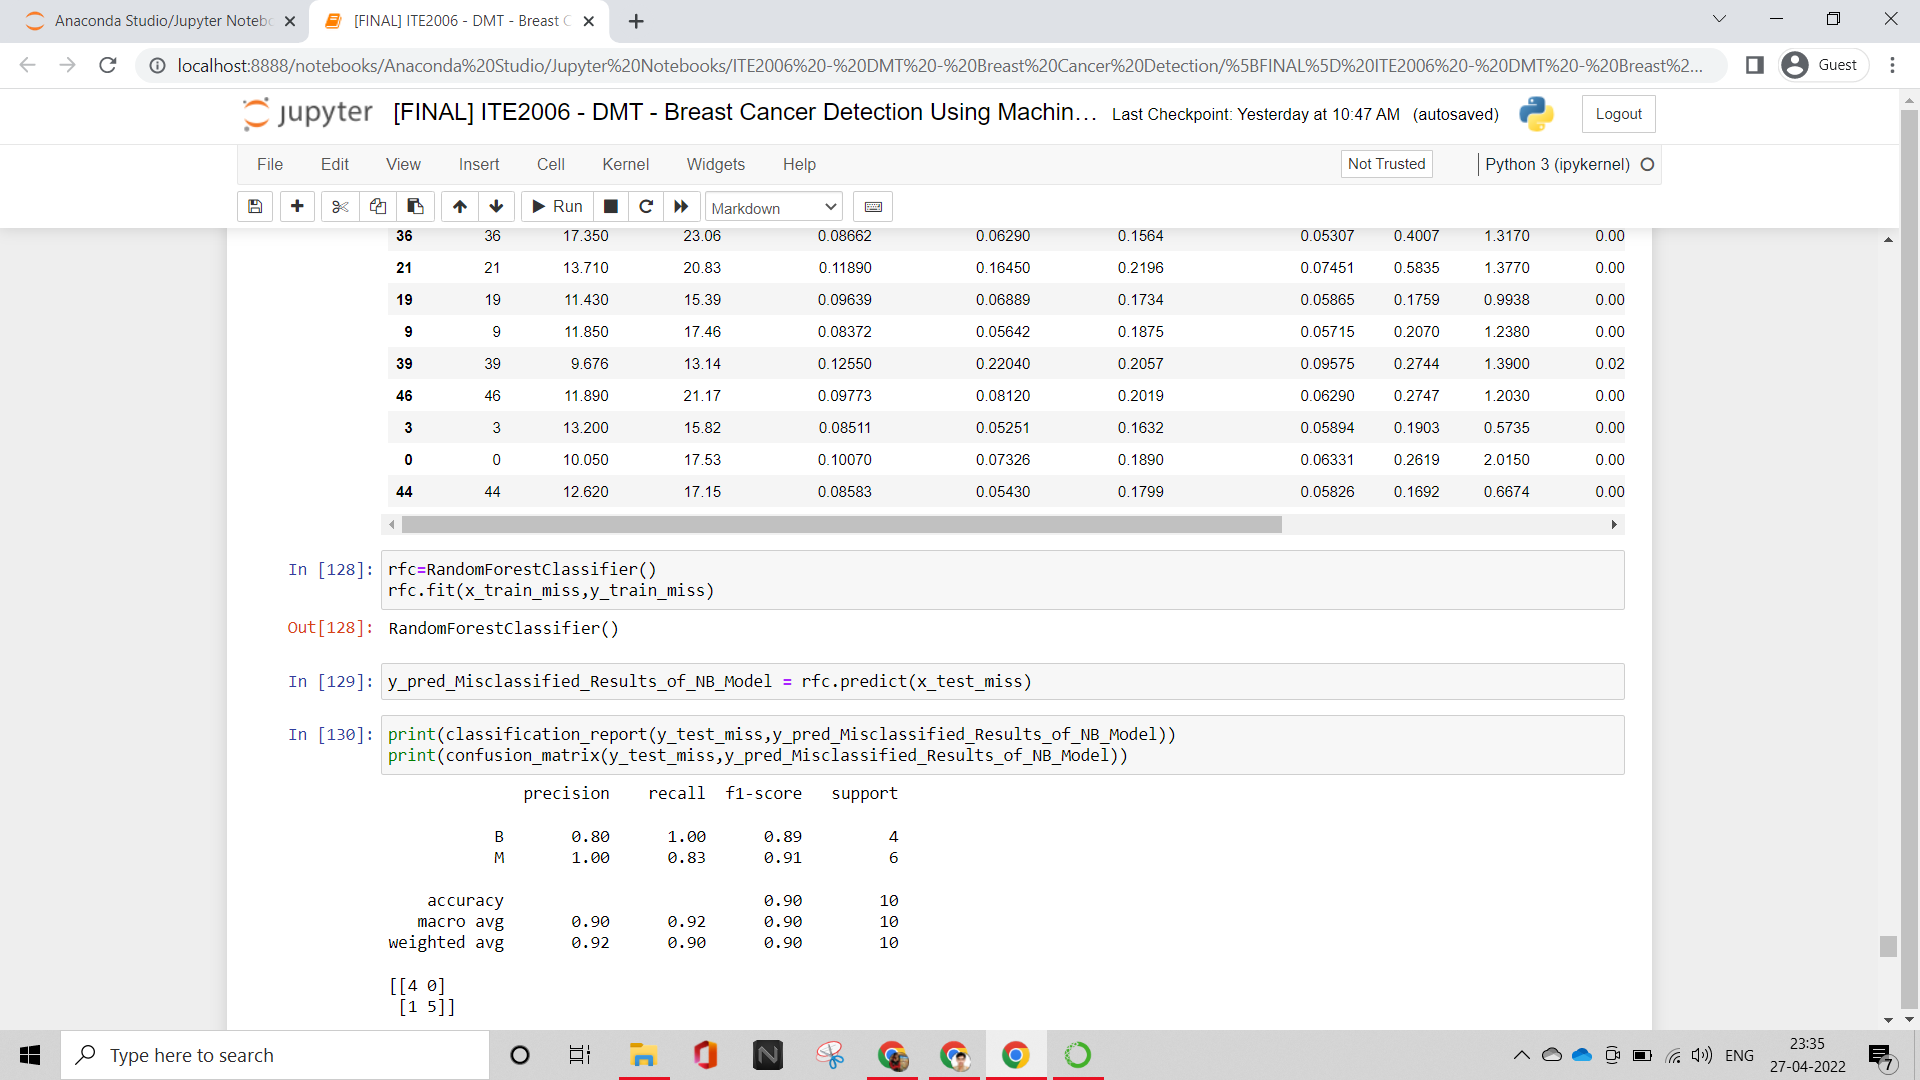 Anaconda Studio/Jupyter Noteb
[FINAL] ITE2006 - DMT - Breast C
localhost:8888/notebooks/Anaconda%20Studio/Jupyter%20Notebooks/ITE2006%20-%20DMT%20-%20Breast%20Cancer%20Detection/%5BFINAL%5D%20ITE2006%20-%20DMT%20-%20Breast%2...
Guest
jupyter [FINAL] ITE2006 - DMT - Breast Cancer Detection Using Machin... Last Checkpoint: Yesterday at 10:47 AM (autosaved) Logout
File Edit View Insert Cell Kernel Widgets Help Not Trusted Python 3 (ipykernel)
Run Markdown
36 36 17.350 23.06 0.08662 0.06290 0.1564 0.05307 0.4007 1.3170 0.00
21 21 13.710 20.83 0.11890 0.16450 0.2196 0.07451 0.5835 1.3770 0.00
19 19 11.430 15.39 0.09639 0.06889 0.1734 0.05865 0.1759 0.9938 0.00
9 9 11.850 17.46 0.08372 0.05642 0.1875 0.05715 0.2070 1.2380 0.00
39 39 9.676 13.14 0.12550 0.22040 0.2057 0.09575 0.2744 1.3900 0.02
46 46 11.890 21.17 0.09773 0.08120 0.2019 0.06290 0.2747 1.2030 0.00
3 3 13.200 15.82 0.08511 0.05251 0.1632 0.05894 0.1903 0.5735 0.00
0 0 10.050 17.53 0.10070 0.07326 0.1890 0.06331 0.2619 2.0150 0.00
44 44 12.620 17.15 0.08583 0.05430 0.1799 0.05826 0.1692 0.6674 0.00
In [128]: rfc=RandomForestClassifier()
rfc.fit(x_train_miss,y_train_miss)
Out[128]: RandomForestClassifier()
In [129]: y_pred_Misclassified_Results_of_NB_Model = rfc.predict(x_test_miss)
In [130]: print(classification_report(y_test_miss,y_pred_Misclassified_Results_of_NB_Model))
print(confusion_matrix(y_test_miss,y_pred_Misclassified_Results_of_NB_Model))
precision recall f1-score support
B 0.80 1.00 0.89 4
M 1.00 0.83 0.91 6
accuracy 0.90 10
macro avg 0.90 0.92 0.90 10
weighted avg 0.92 0.90 0.90 10
[[4 0]
[1 5]]
Type here to search
ENG
23:35
27-04-2022
7